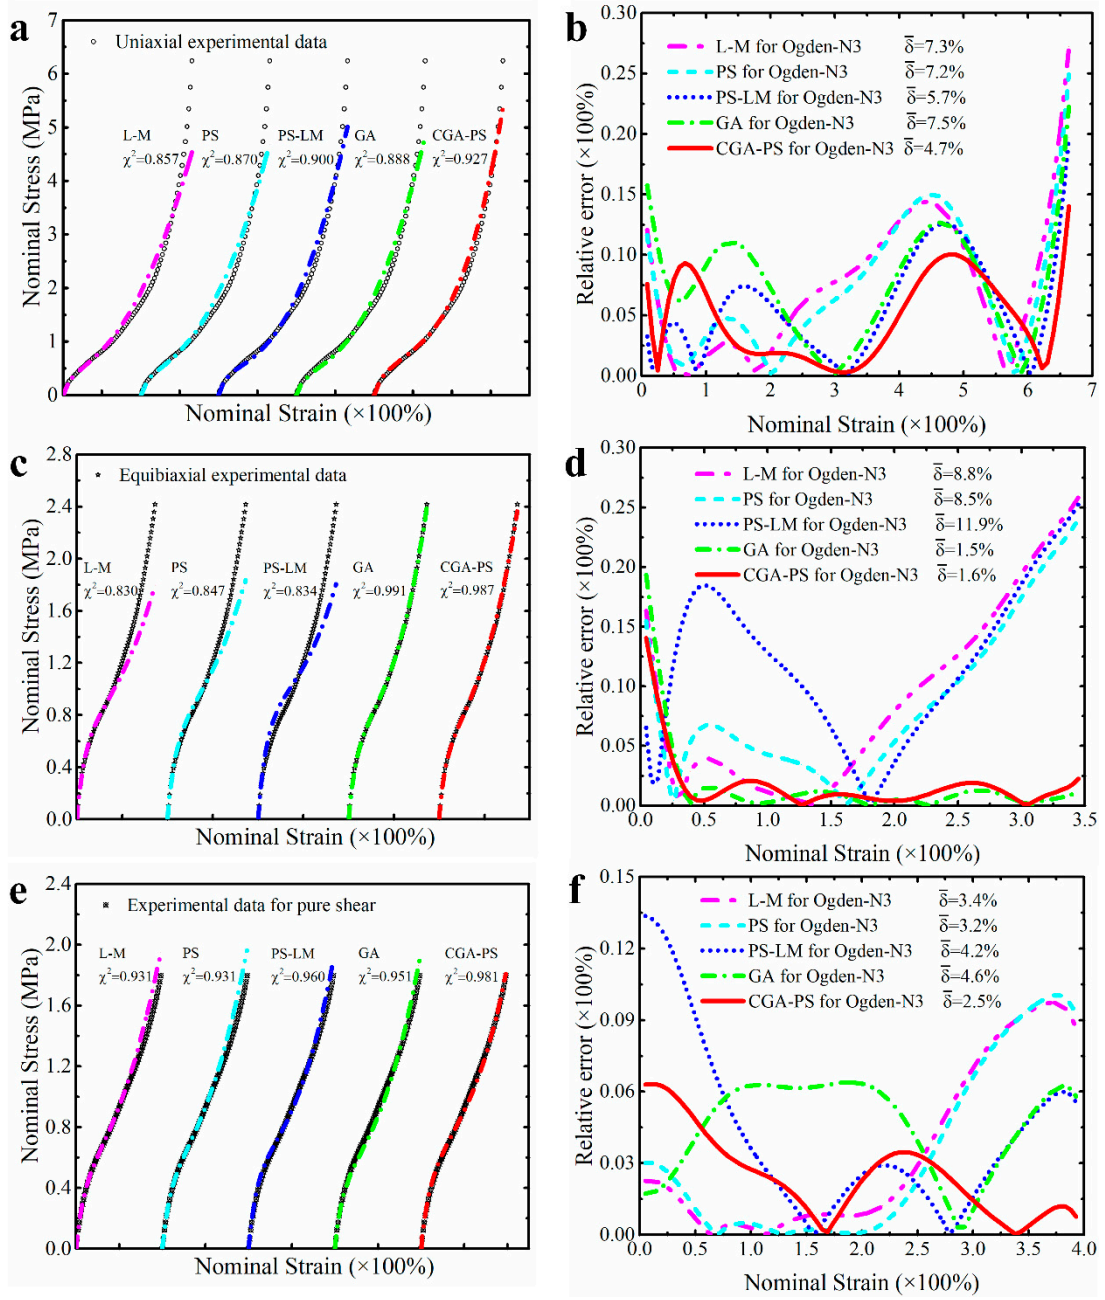 a
Uniaxial experimental data
L-M
χ²=0.857
PS
χ²=0.870
PS-LM
χ²=0.900
GA
χ²=0.888
CGA-PS
χ²=0.927
7
6
5
4
3
2
1
0
Nominal Stress (MPa)
Nominal Strain (×100%)
b
L-M for Ogden-N3 δ̅=7.3%
PS for Ogden-N3 δ̅=7.2%
PS-LM for Ogden-N3 δ̅=5.7%
GA for Ogden-N3 δ̅=7.5%
CGA-PS for Ogden-N3 δ̅=4.7%
0.30
0.25
0.20
0.15
0.10
0.05
0.00
Relative error (×100%)
0 1 2 3 4 5 6 7
Nominal Strain (×100%)
c
Equibiaxial experimental data
L-M
χ²=0.830
PS
χ²=0.847
PS-LM
χ²=0.834
GA
χ²=0.991
CGA-PS
χ²=0.987
2.8
2.4
2.0
1.6
1.2
0.8
0.4
0.0
Nominal Stress (MPa)
Nominal Strain (×100%)
d
L-M for Ogden-N3 δ̅=8.8%
PS for Ogden-N3 δ̅=8.5%
PS-LM for Ogden-N3 δ̅=11.9%
GA for Ogden-N3 δ̅=1.5%
CGA-PS for Ogden-N3 δ̅=1.6%
0.30
0.25
0.20
0.15
0.10
0.05
0.00
Relative error (×100%)
0.0 0.5 1.0 1.5 2.0 2.5 3.0 3.5
Nominal Strain (×100%)
e
Experimental data for pure shear
L-M
χ²=0.931
PS
χ²=0.931
PS-LM
χ²=0.960
GA
χ²=0.951
CGA-PS
χ²=0.981
2.4
2.0
1.6
1.2
0.8
0.4
0.0
Nominal Stress (MPa)
Nominal Strain (×100%)
f
L-M for Ogden-N3 δ̅=3.4%
PS for Ogden-N3 δ̅=3.2%
PS-LM for Ogden-N3 δ̅=4.2%
GA for Ogden-N3 δ̅=4.6%
CGA-PS for Ogden-N3 δ̅=2.5%
0.15
0.12
0.09
0.06
0.03
0.00
Relative error (×100%)
0.0 0.5 1.0 1.5 2.0 2.5 3.0 3.5 4.0
Nominal Strain (×100%)